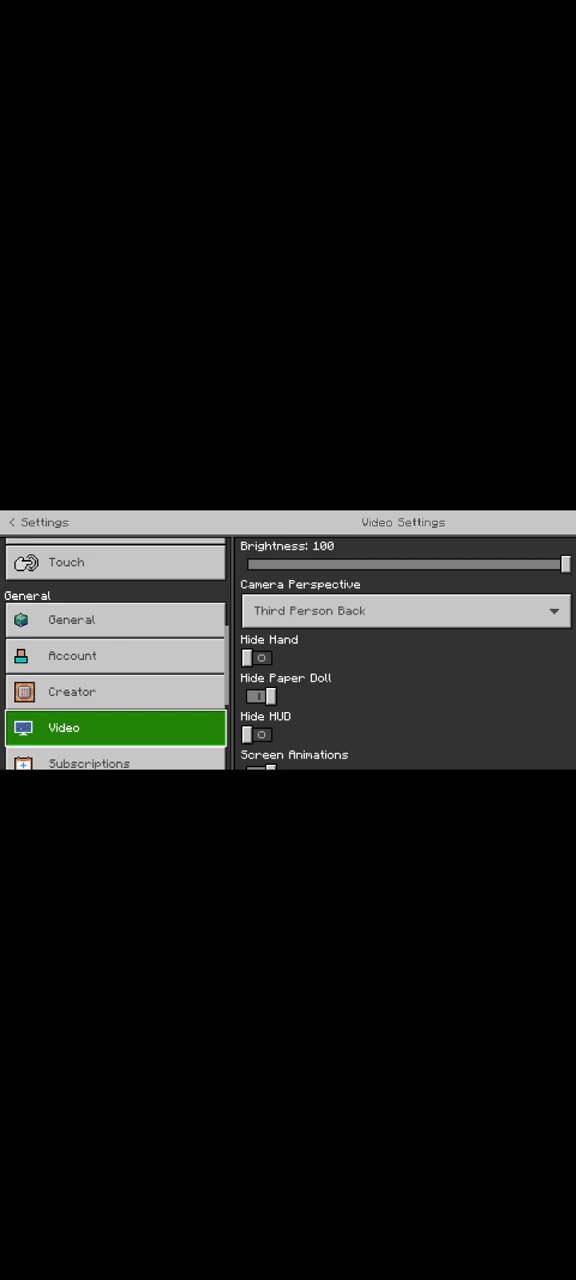 < Settings
Video Settings
Touch
General
General
Account
Creator
Video
Subscriptions
Brightness: 100
Camera Perspective
Third Person Back
Hide Hand
Hide Paper Doll
Hide HUD
Screen Animations